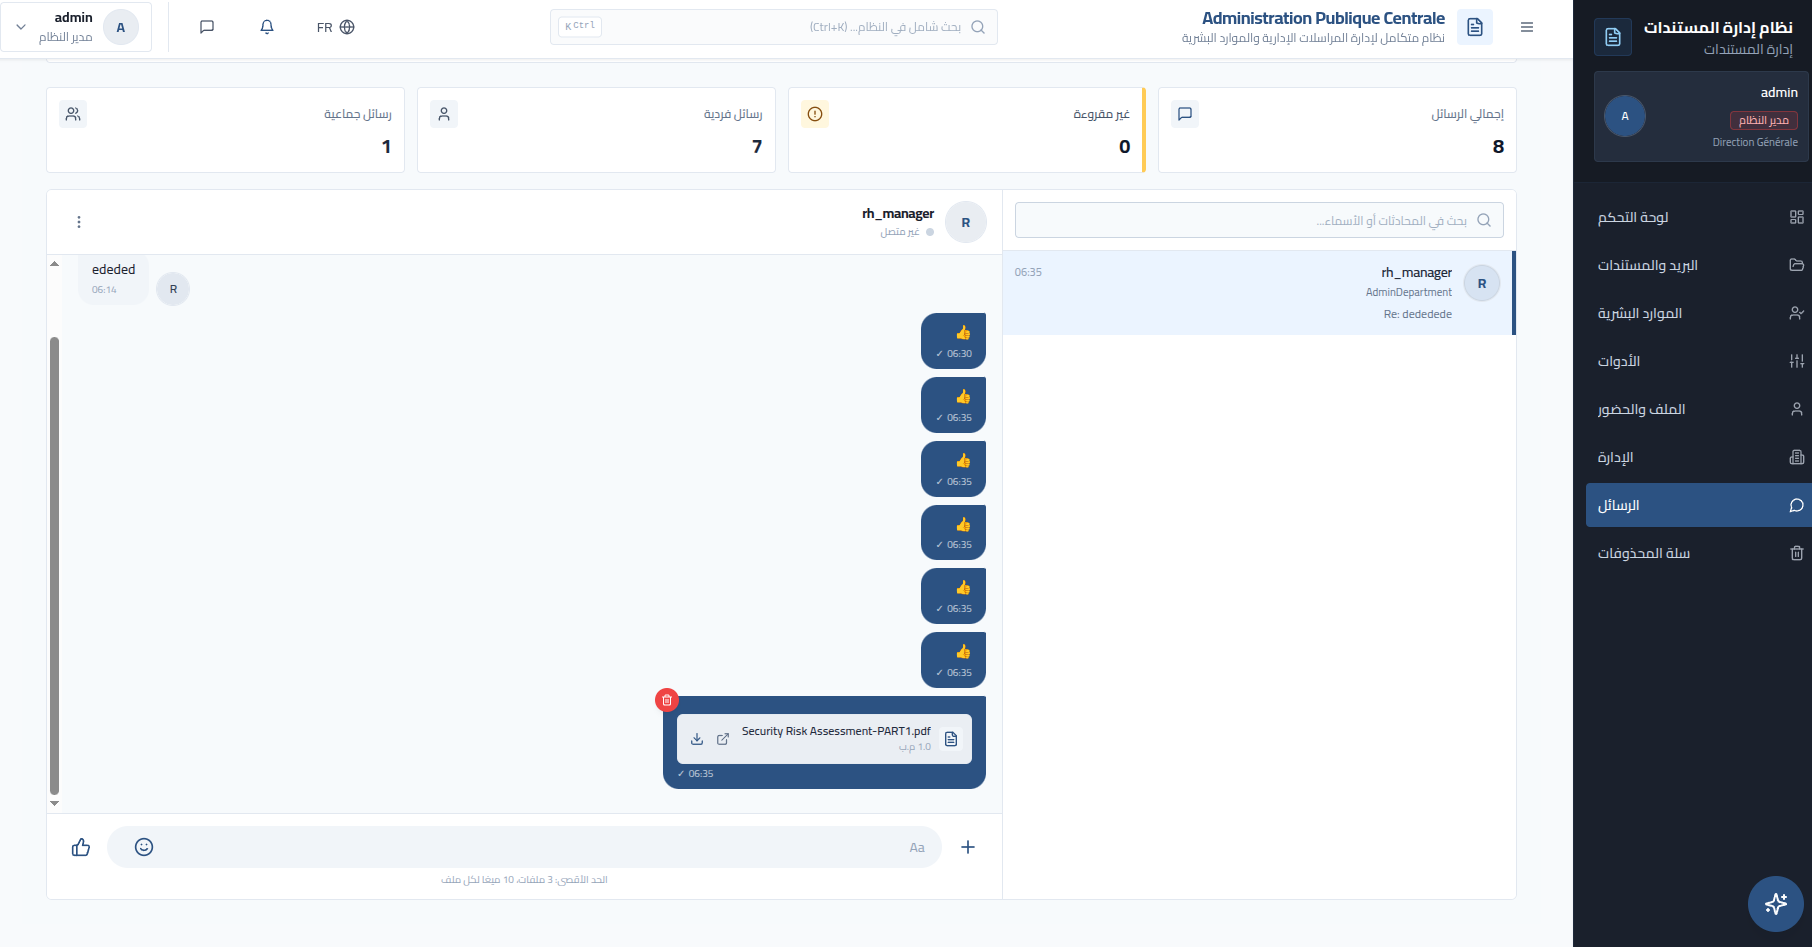 نظام إدارة المستندات
إدارة المستندات
admin
مدير النظام
Direction Générale
A
لوحة التحكم
البريد والمستندات
الموارد البشرية
الأدوات
الملف والحضور
الإدارة
الرسائل
سلة المحذوفات
Administration Publique Centrale
نظام متكامل لإدارة المراسلات الإدارية والموارد البشرية
بحث شامل في النظام... (Ctrl+K)
Ctrl K
FR
A
admin
مدير النظام
إجمالي الرسائل
8
غير مقروءة
0
رسائل فردية
7
رسائل جماعية
1
بحث في المحادثات أو الأسماء...
R
rh_manager
06:35
AdminDepartment
Re: dededede
R
rh_manager
غير متصل
ededed
06:14
R
👍
06:30 ✓
👍
06:35 ✓
👍
06:35 ✓
👍
06:35 ✓
👍
06:35 ✓
👍
06:35 ✓
Security Risk Assessment-PART1.pdf
1.0 م.ب
06:35 ✓
Aa
الحد الأقصى: 3 ملفات، 10 ميغا لكل ملف